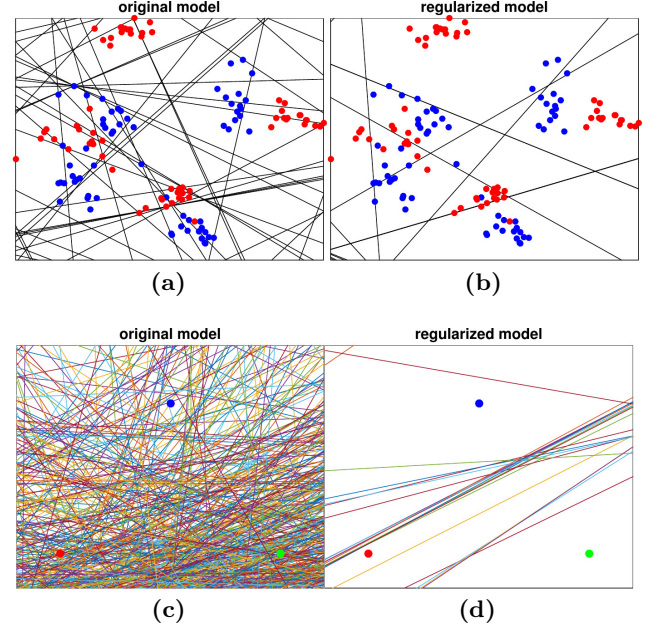 original model
regularized model
(a)
(b)
original model
regularized model
(c)
(d)